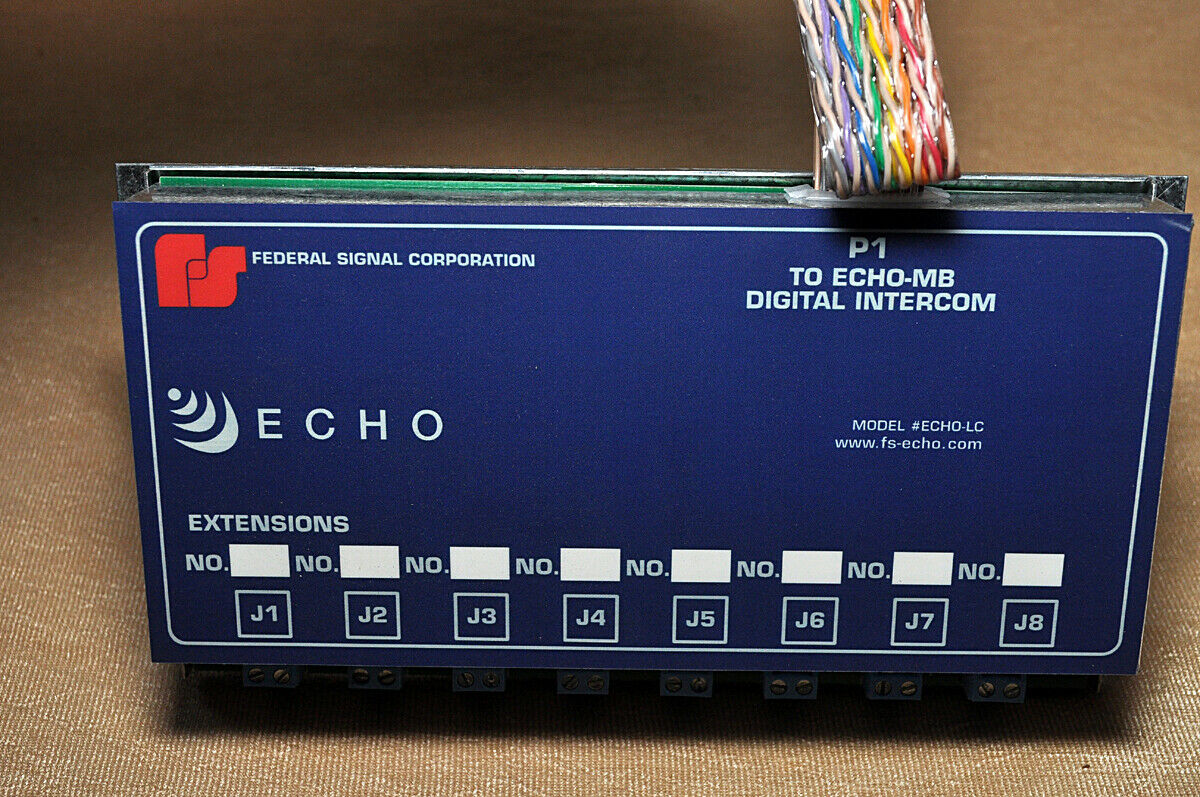 FS
FEDERAL SIGNAL CORPORATION
P1
TO ECHO-MB
DIGITAL INTERCOM
ECHO
MODEL #ECHO-LC
www.fs-echo.com
EXTENSIONS
NO. NO. NO. NO. NO. NO. NO. NO.
J1 J2 J3 J4 J5 J6 J7 J8